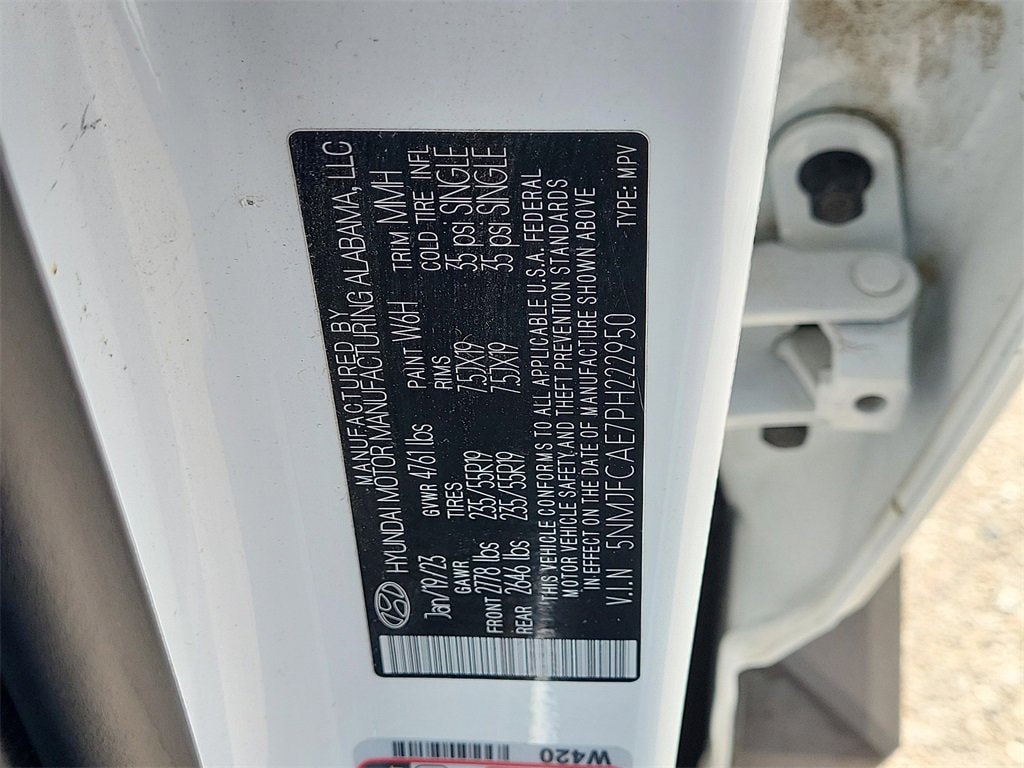 MANUFACTURED BY
HYUNDAI MOTOR MANUFACTURING ALABAMA, LLC
Jan/19/23 GVWR 4761 lbs PAINT W6H TRIM MMH
GAWR TIRES RIMS COLD TIRE INFL
FRONT 2778 lbs 235/55R19 7.5JX19 35 psi SINGLE
REAR 2646 lbs 235/55R19 7.5JX19 35 psi SINGLE
THIS VEHICLE CONFORMS TO ALL APPLICABLE U.S.A. FEDERAL
MOTOR VEHICLE SAFETY, AND THEFT PREVENTION STANDARDS
IN EFFECT ON THE DATE OF MANUFACTURE SHOWN ABOVE
V.I.N 5NMJFCAE7PH222950 TYPE: MPV
W420